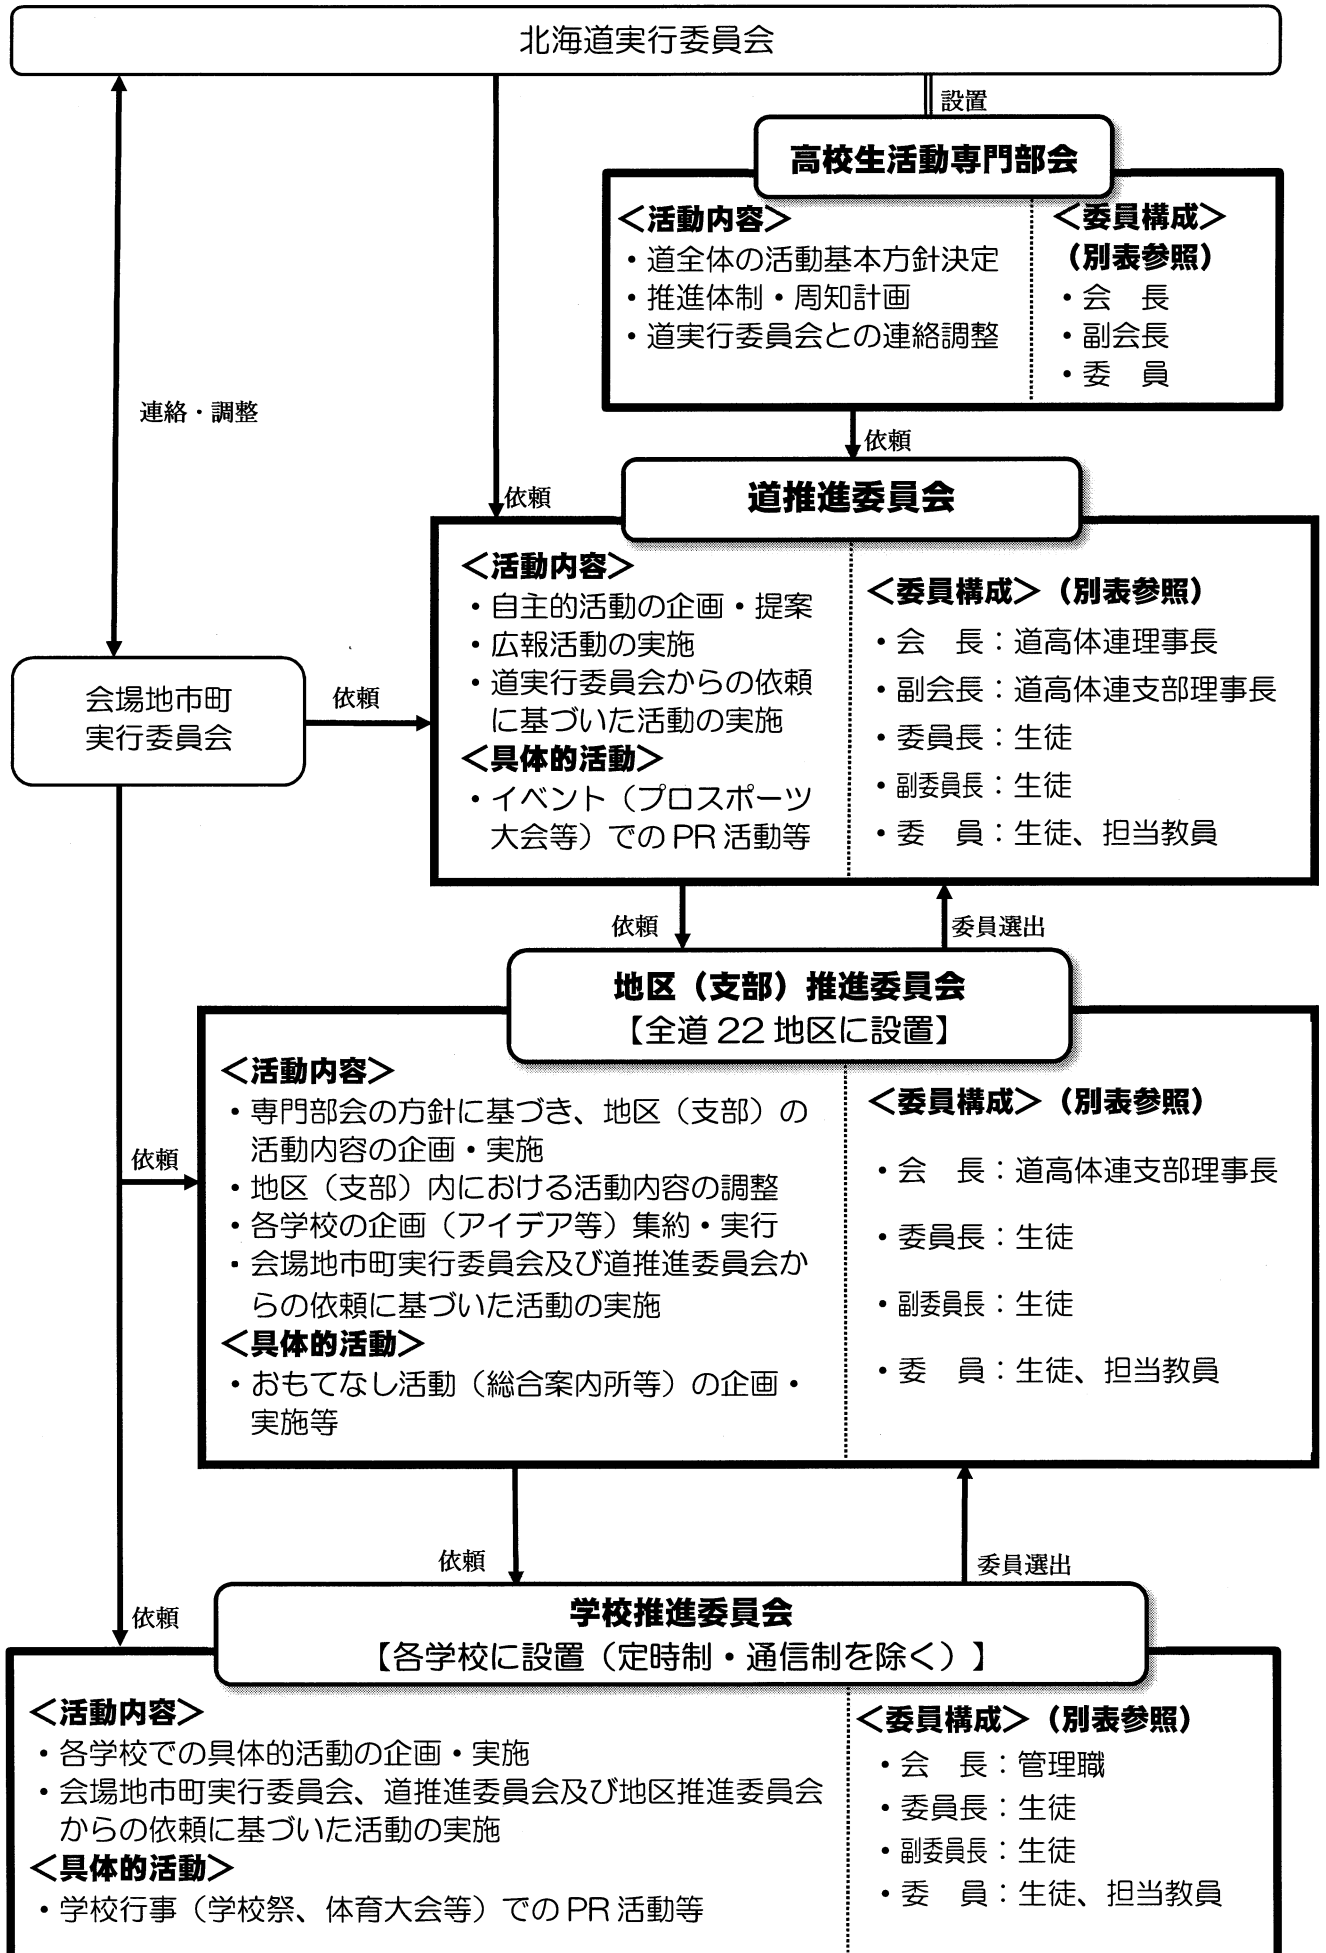 北海道実行委員会
設置
高校生活動専門部会
＜活動内容＞
・道全体の活動基本方針決定
・推進体制・周知計画
・道実行委員会との連絡調整
＜委員構成＞
（別表参照）
・会　長
・副会長
・委　員
連絡・調整
依頼
依頼
道推進委員会
＜活動内容＞
・自主的活動の企画・提案
・広報活動の実施
・道実行委員会からの依頼
に基づいた活動の実施
＜具体的活動＞
・イベント（プロスポーツ
大会等）でのPR活動等
＜委員構成＞（別表参照）
・会　長：道高体連理事長
・副会長：道高体連支部理事長
・委員長：生徒
・副委員長：生徒
・委　員：生徒、担当教員
会場地市町
実行委員会
依頼
依頼
委員選出
地区（支部）推進委員会
【全道22地区に設置】
＜活動内容＞
・専門部会の方針に基づき、地区（支部）の
活動内容の企画・実施
・地区（支部）内における活動内容の調整
・各学校の企画（アイデア等）集約・実行
・会場地市町実行委員会及び道推進委員会か
らの依頼に基づいた活動の実施
＜具体的活動＞
・おもてなし活動（総合案内所等）の企画・
実施等
＜委員構成＞（別表参照）
・会　長：道高体連支部理事長
・委員長：生徒
・副委員長：生徒
・委　員：生徒、担当教員
依頼
依頼
委員選出
依頼
学校推進委員会
【各学校に設置（定時制・通信制を除く）】
＜活動内容＞
・各学校での具体的活動の企画・実施
・会場地市町実行委員会、道推進委員会及び地区推進委員会
からの依頼に基づいた活動の実施
＜具体的活動＞
・学校行事（学校祭、体育大会等）でのPR活動等
＜委員構成＞（別表参照）
・会　長：管理職
・委員長：生徒
・副委員長：生徒
・委　員：生徒、担当教員